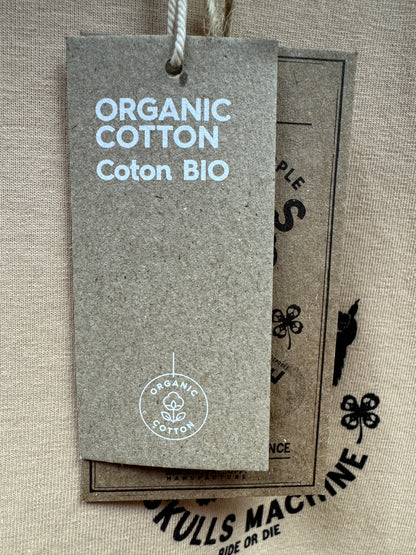 ORGANIC
COTTON
Coton BIO
ORGANIC
COTTON
SKULLS MACHINE
RIDE OR DIE